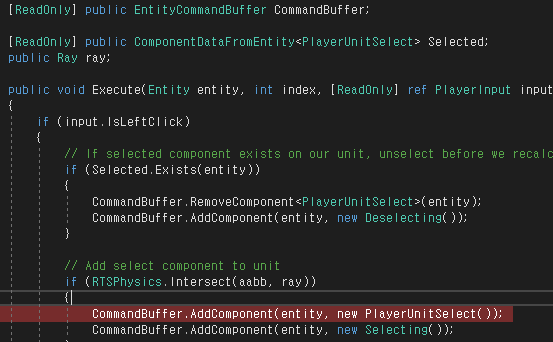 [ReadOnly] public EntityCommandBuffer CommandBuffer;
[ReadOnly] public ComponentDataFromEntity<PlayerUnitSelect> Selected;
public Ray ray;
public void Execute(Entity entity, int index, [ReadOnly] ref PlayerInput input
{
if (input.IsLeftClick)
{
// If selected component exists on our unit, unselect before we recalc
if (Selected.Exists(entity))
{
CommandBuffer.RemoveComponent<PlayerUnitSelect>(entity);
CommandBuffer.AddComponent(entity, new Deselecting());
}
// Add select component to unit
if (RTSPhysics.Intersect(aabb, ray))
{
CommandBuffer.AddComponent(entity, new PlayerUnitSelect());
CommandBuffer.AddComponent(entity, new Selecting());